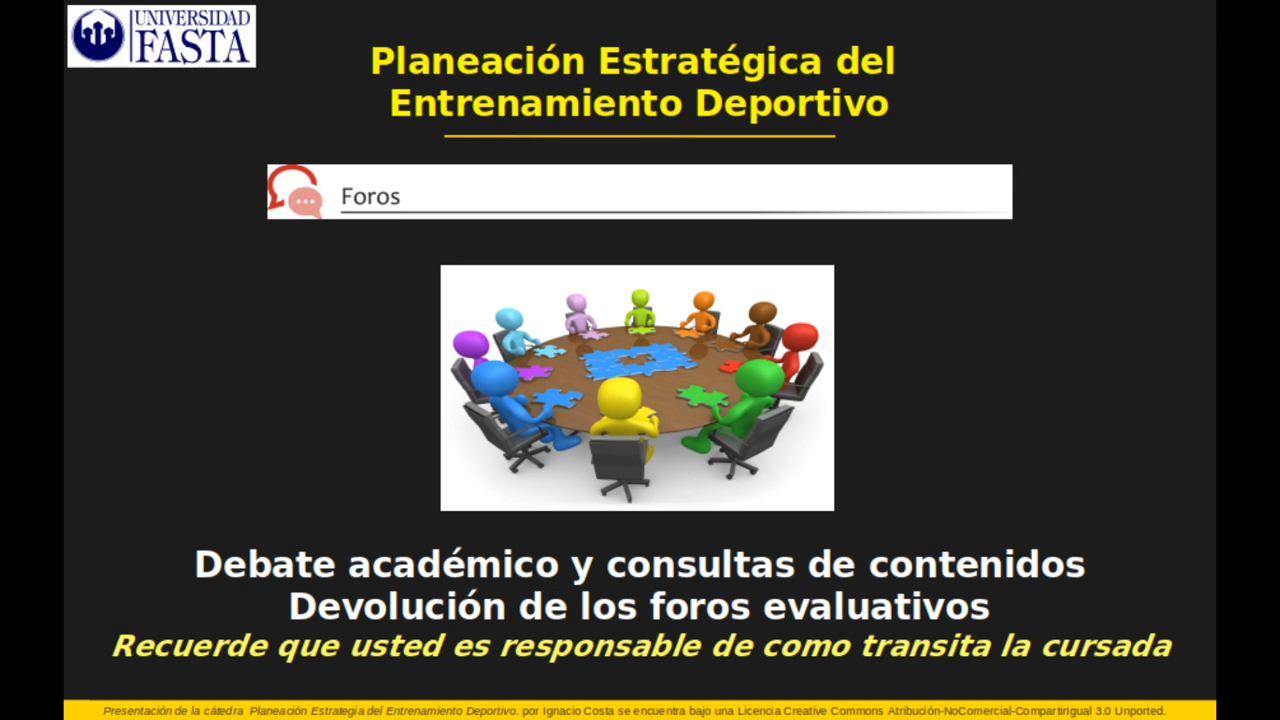 UNIVERSIDAD
FASTA
Planeación Estratégica del
Entrenamiento Deportivo
Foros
Debate académico y consultas de contenidos
Devolución de los foros evaluativos
Recuerde que usted es responsable de como transita la cursada
Presentación de la cátedra Planeación Estrategia del Entrenamiento Deportivo. por Ignacio Costa se encuentra bajo una Licencia Creative Commons Atribución-NoComercial-CompartirIgual 3.0 Unported.